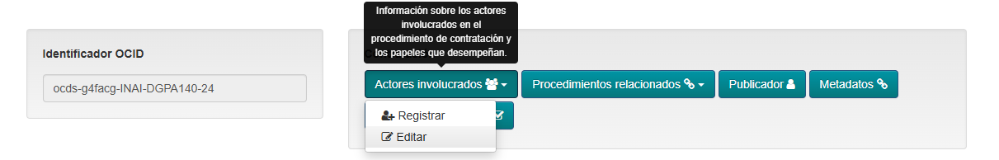 Información sobre los actores
involucrados en el
procedimiento de contratación y
los papeles que desempeñan.
Identificador OCID
ocds-g4facg-INAI-DGPA140-24
Actores involucrados
Procedimientos relacionados
Publicador
Metadatos
Registrar
Editar